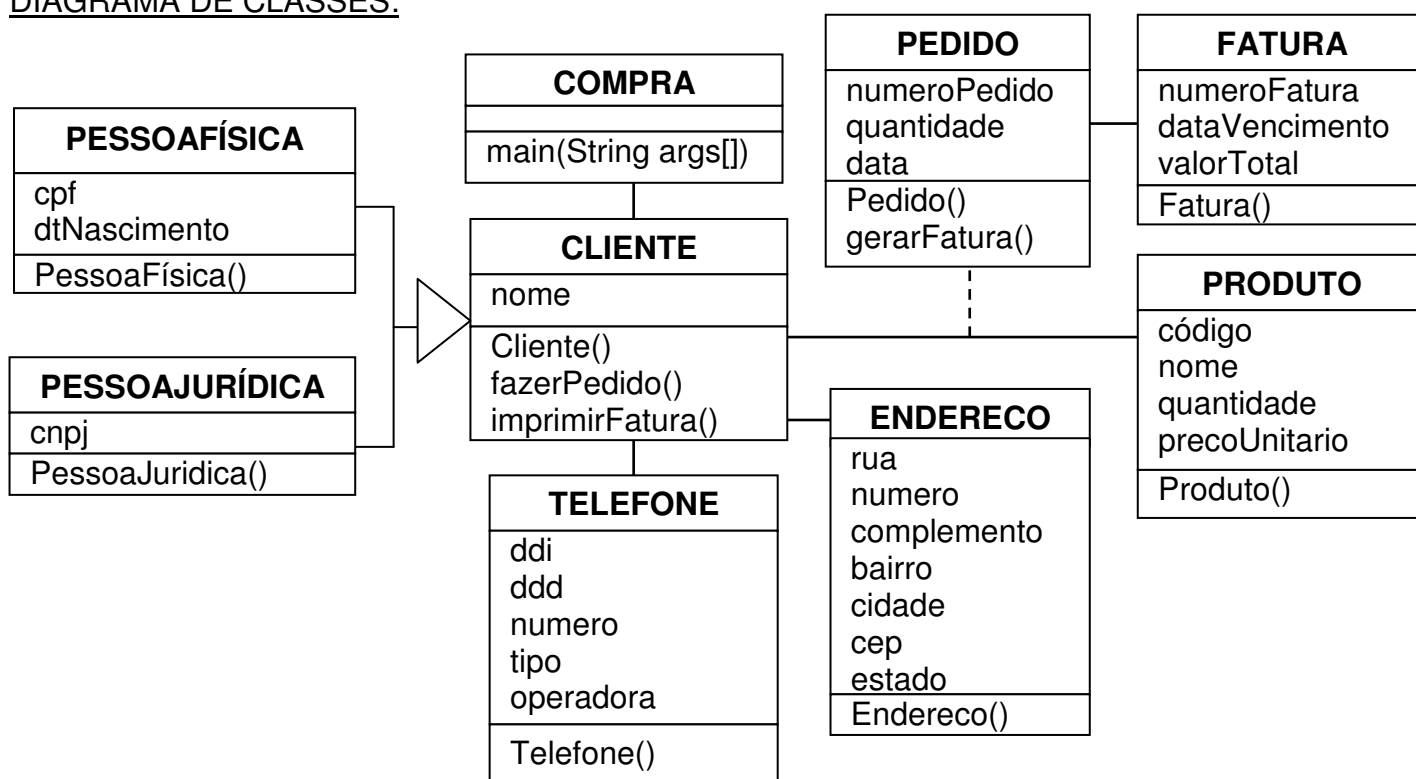 DIAGRAMA DE CLASSES:
PESSOAFÍSICA
cpf
dtNascimento
PessoaFísica()
PESSOAJURÍDICA
cnpj
PessoaJuridica()
COMPRA
main(String args[])
CLIENTE
nome
Cliente()
fazerPedido()
imprimirFatura()
TELEFONE
ddi
ddd
numero
tipo
operadora
Telefone()
PEDIDO
numeroPedido
quantidade
data
Pedido()
gerarFatura()
FATURA
numeroFatura
dataVencimento
valorTotal
Fatura()
ENDERECO
rua
numero
complemento
bairro
cidade
cep
estado
Endereco()
PRODUTO
código
nome
quantidade
precoUnitario
Produto()